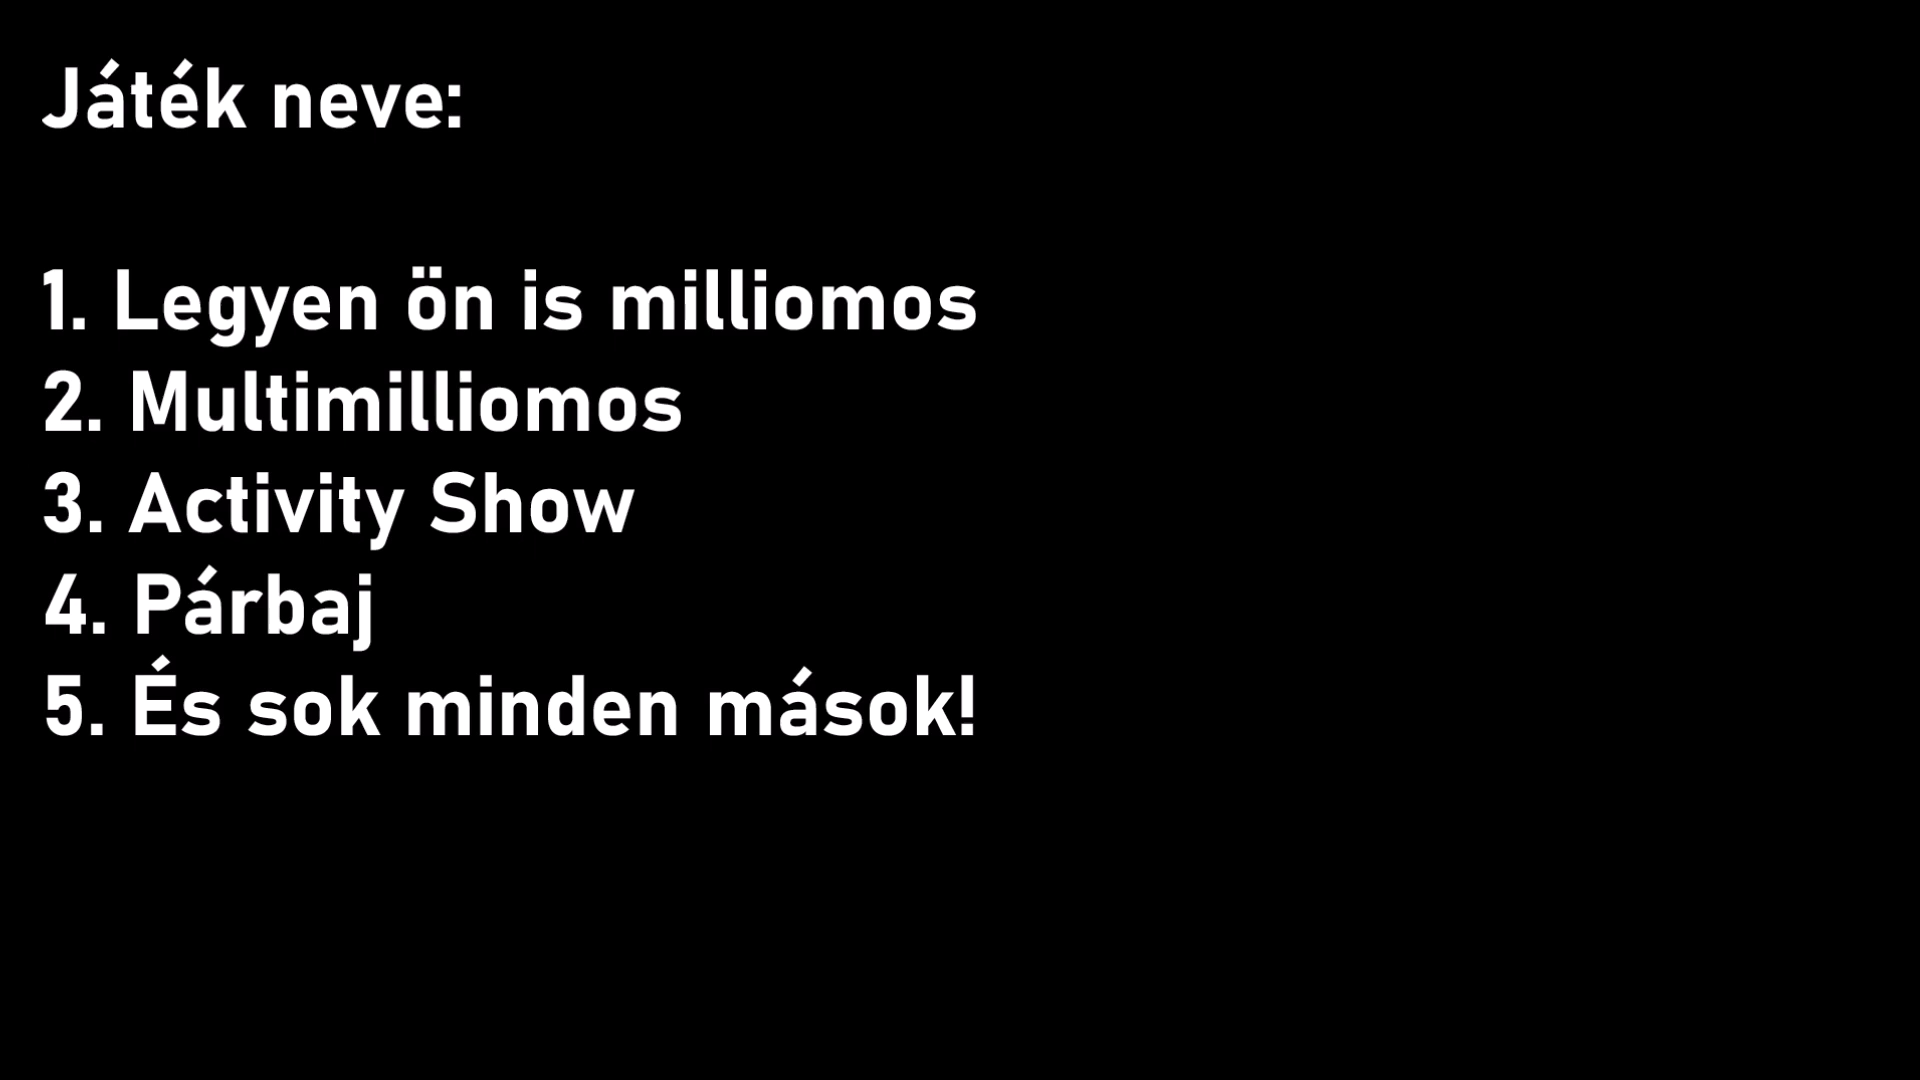 Játék neve:
1. Legyen ön is milliomos
2. Multimilliomos
3. Activity Show
4. Párbaj
5. És sok minden mások!